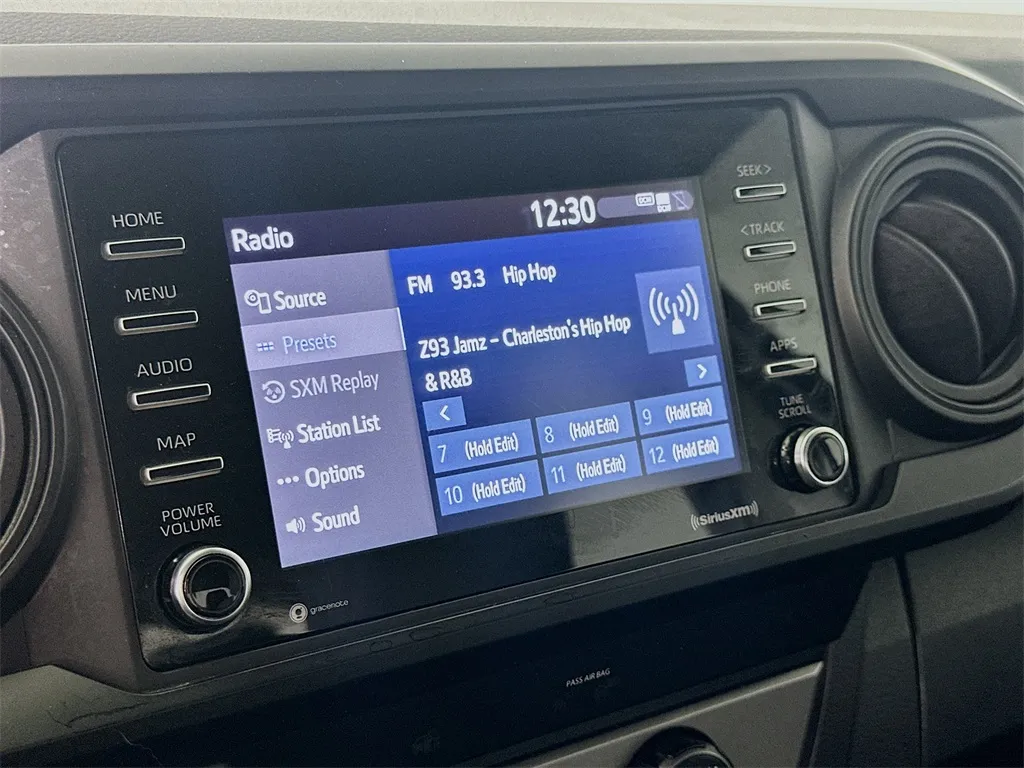 HOME
MENU
AUDIO
MAP
POWER
VOLUME
Radio
12:30
DCM
DCM
Source
Presets
SXM Replay
Station List
Options
Sound
FM 93.3 Hip Hop
Z93 Jamz – Charleston's Hip Hop
& R&B
<
>
7 (Hold Edit) 8 (Hold Edit) 9 (Hold Edit)
10 (Hold Edit) 11 (Hold Edit) 12 (Hold Edit)
SEEK >
< TRACK
PHONE
APPS
TUNE
SCROLL
SiriusXM
gracenote
PASS AIR BAG